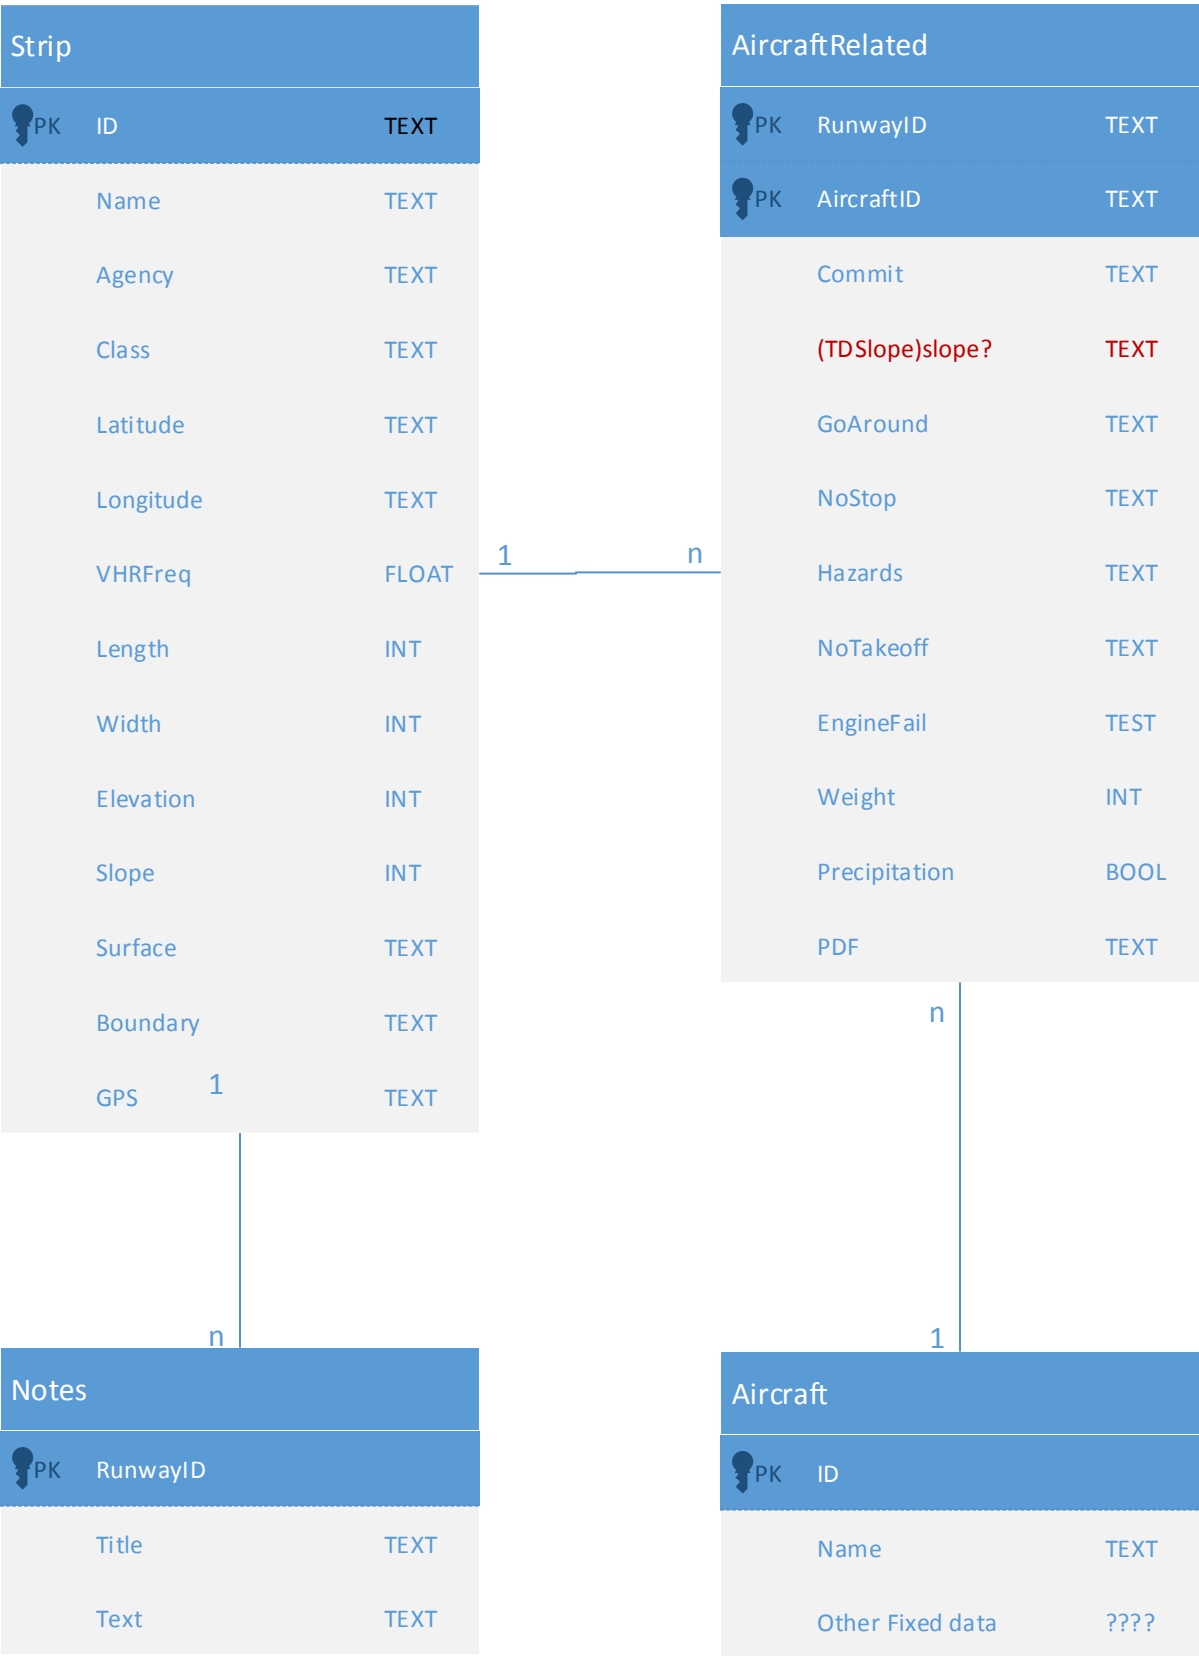 Strip
PK ID TEXT
Name TEXT
Agency TEXT
Class TEXT
Latitude TEXT
Longitude TEXT
VHRFreq FLOAT
Length INT
Width INT
Elevation INT
Slope INT
Surface TEXT
Boundary TEXT
GPS TEXT
1
1 n
AircraftRelated
PK RunwayID TEXT
PK AircraftID TEXT
Commit TEXT
(TDSlope)slope? TEXT
GoAround TEXT
NoStop TEXT
Hazards TEXT
NoTakeoff TEXT
EngineFail TEST
Weight INT
Precipitation BOOL
PDF TEXT
n
n
Notes
PK RunwayID
Title TEXT
Text TEXT
1
Aircraft
PK ID
Name TEXT
Other Fixed data ????